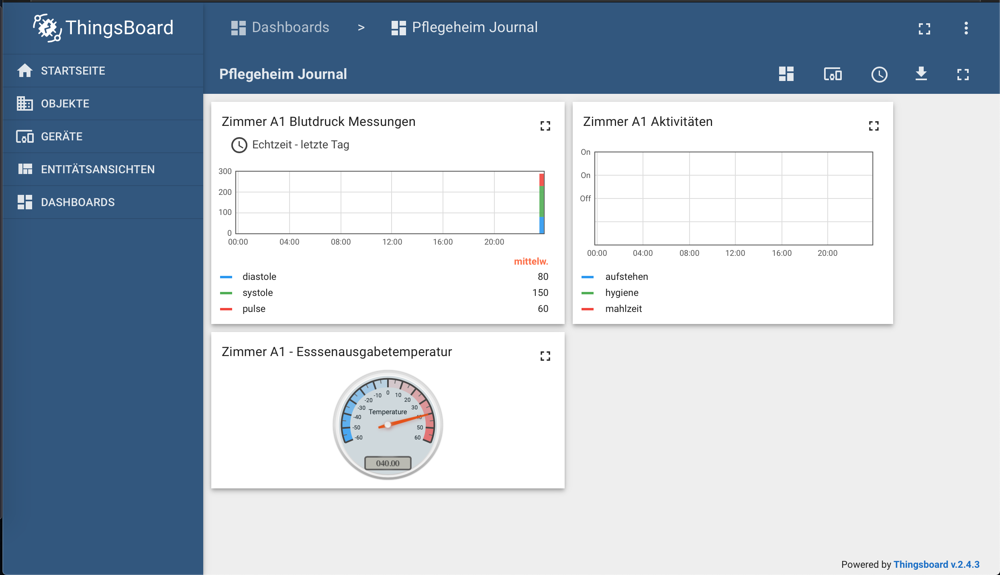 ThingsBoard
Dashboards > Pflegeheim Journal
STARTSEITE
OBJEKTE
GERÄTE
ENTITÄTSANSICHTEN
DASHBOARDS
Pflegeheim Journal
Zimmer A1 Blutdruck Messungen
Echtzeit - letzte Tag
300
200
100
0
00:00 04:00 08:00 12:00 16:00 20:00
mittelw.
diastole 80
systole 150
pulse 60
Zimmer A1 Aktivitäten
On
On
Off
00:00 04:00 08:00 12:00 16:00 20:00
aufstehen
hygiene
mahlzeit
Zimmer A1 - Esssenausgabetemperatur
-60 -50 -40 -30 -20 -10 0 10 20 30 40 50 60
Temperature
040.00
Powered by Thingsboard v.2.4.3